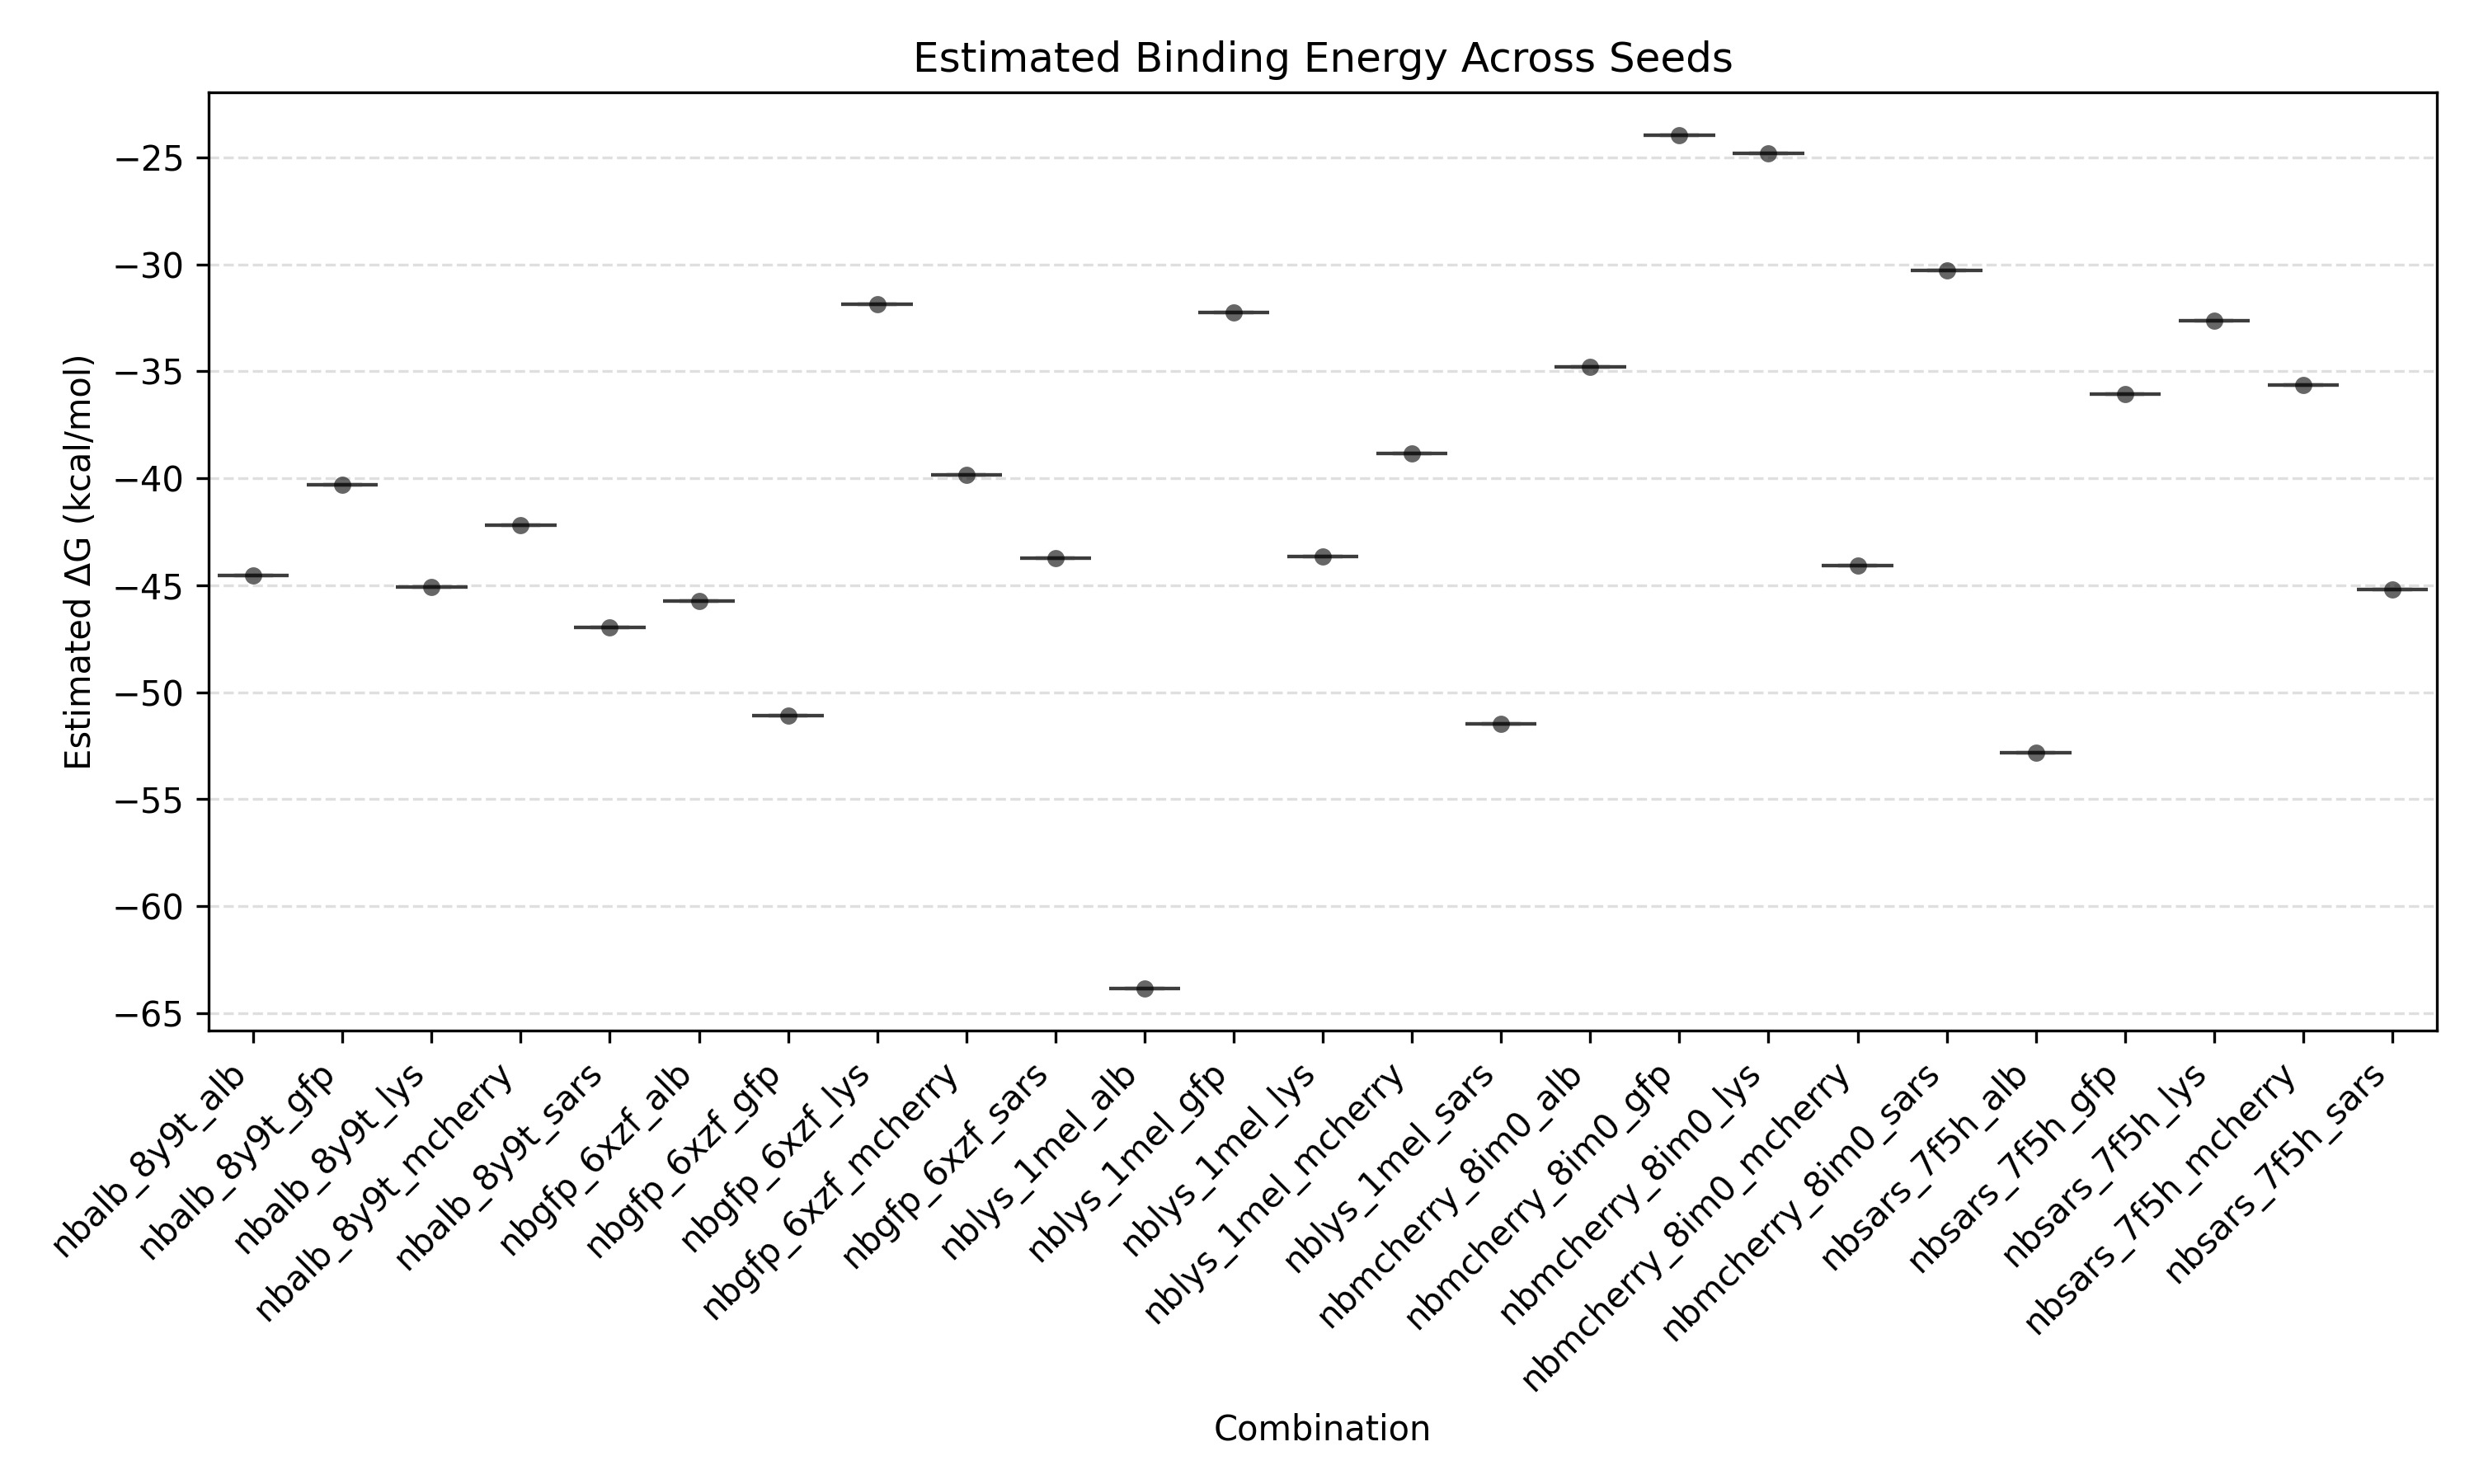 Estimated Binding Energy Across Seeds
Estimated ΔG (kcal/mol)
−25
−30
−35
−40
−45
−50
−55
−60
−65
nbalb_8y9t_alb
nbalb_8y9t_gfp
nbalb_8y9t_lys
nbalb_8y9t_mcherry
nbalb_8y9t_sars
nbgfp_6xzf_alb
nbgfp_6xzf_gfp
nbgfp_6xzf_lys
nbgfp_6xzf_mcherry
nbgfp_6xzf_sars
nblys_1mel_alb
nblys_1mel_gfp
nblys_1mel_lys
nblys_1mel_mcherry
nblys_1mel_sars
nbmcherry_8im0_alb
nbmcherry_8im0_gfp
nbmcherry_8im0_lys
nbmcherry_8im0_mcherry
nbmcherry_8im0_sars
nbsars_7f5h_alb
nbsars_7f5h_gfp
nbsars_7f5h_lys
nbsars_7f5h_mcherry
nbsars_7f5h_sars
Combination